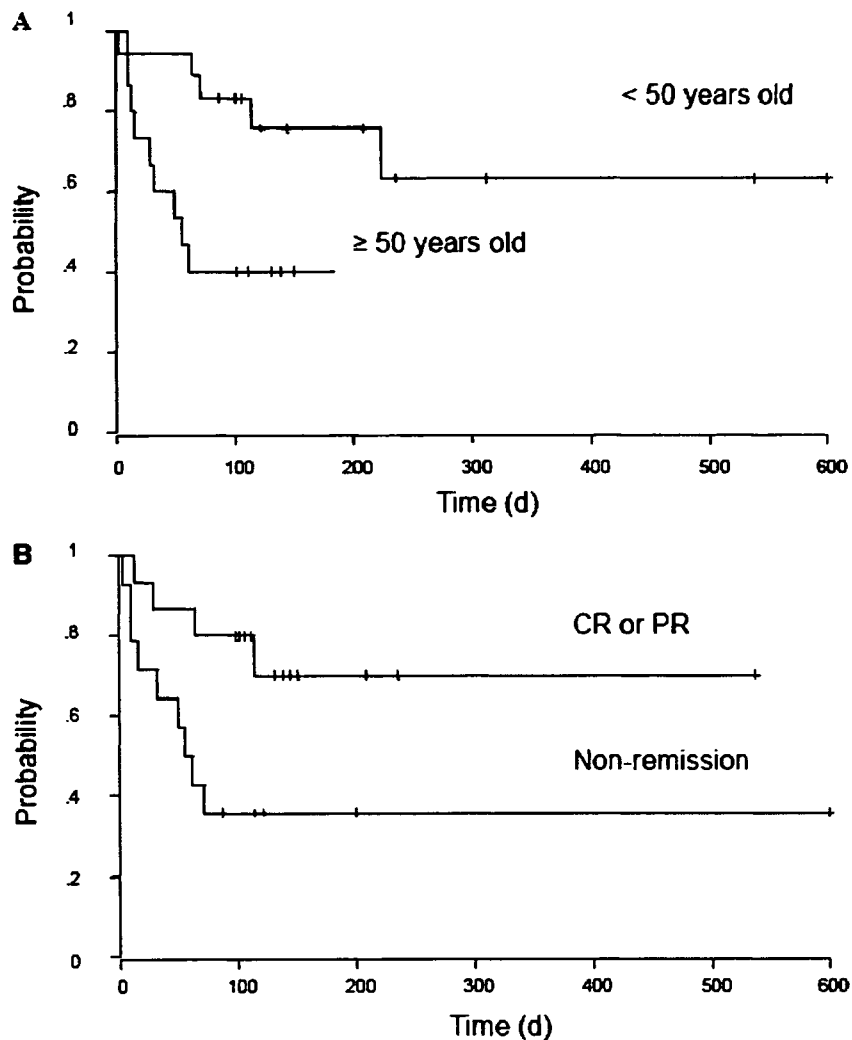 A
1
.8
.6
.4
.2
0
Probability
< 50 years old
≥ 50 years old
0 100 200 300 400 500 600
Time (d)
B
1
.8
.6
.4
.2
0
Probability
CR or PR
Non-remission
0 100 200 300 400 500 600
Time (d)